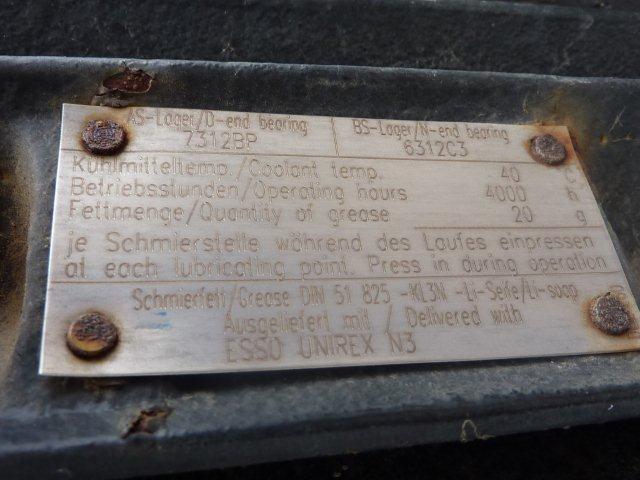 AS-Lager/D-end bearing BS-Lager/N-end bearing
7312BP 6312C3
Kühlmitteltemp./Coolant temp. 40 C
Betriebsstunden/Operating hours 4000 h
Fettmenge/Quantity of grease 20 g
je Schmierstelle während des Laufes einpressen
at each lubricating point. Press in during operation
Schmierfett/Grease DIN 51 825 -KL3N -Li-Seife/Li-soap
Ausgeliefert mit / Delivered with
ESSO UNIREX N3